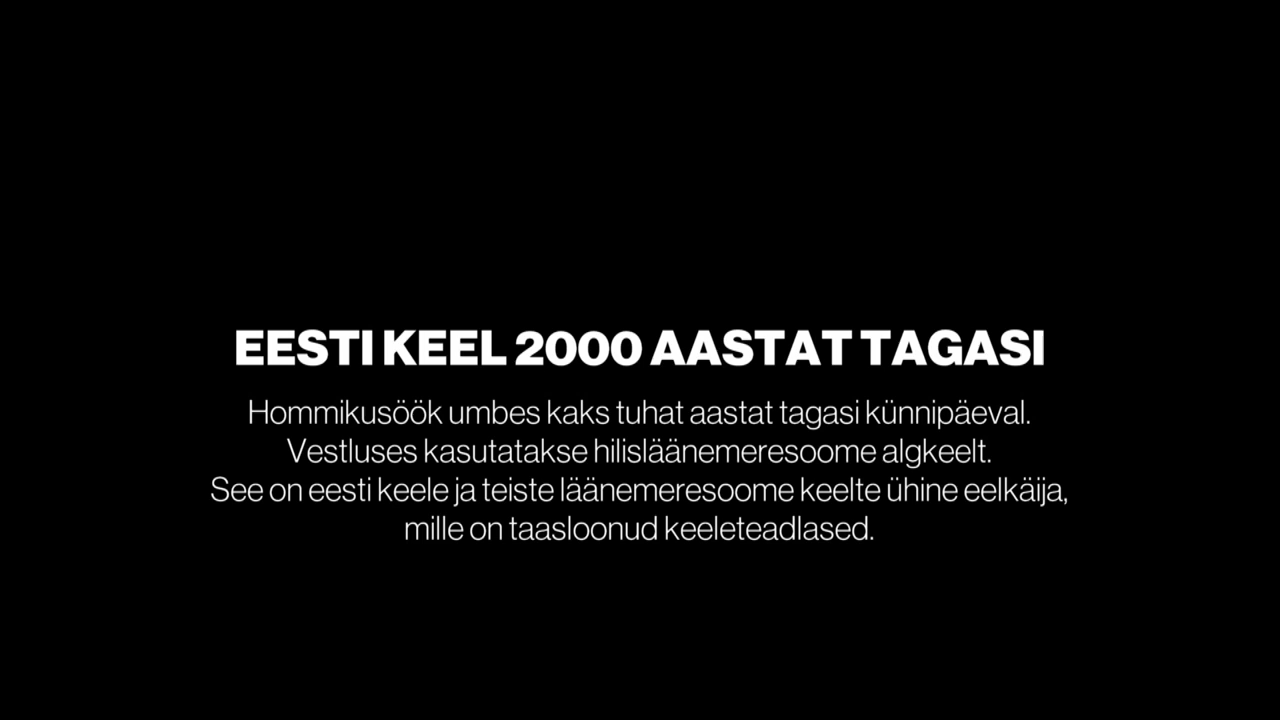 EESTI KEEL 2000 AASTAT TAGASI
Hommikusöök umbes kaks tuhat aastat tagasi künnipäeval.
Vestluses kasutatakse hilisläänemeresoome algkeelt.
See on eesti keele ja teiste läänemeresoome keelte ühine eelkäija,
mille on taasloonud keeleteadlased.